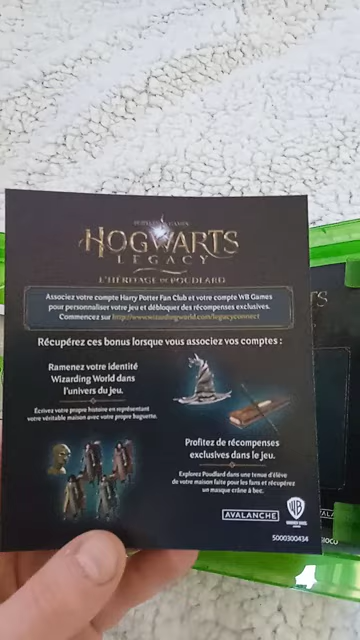 PORTKEY GAMES
HOGWARTS
LEGACY
L'HÉRITAGE DE POUDLARD
Associez votre compte Harry Potter Fan Club et votre compte WB Games
pour personnaliser votre jeu et débloquer des récompenses exclusives.
Commencez sur http://www.wizardingworld.com/legacyconnect
Récupérez ces bonus lorsque vous associez vos comptes :
Ramenez votre identité
Wizarding World dans
l'univers du jeu.
Écrivez votre propre histoire en représentant
votre véritable maison avec votre propre baguette.
Profitez de récompenses
exclusives dans le jeu.
Explorez Poudlard dans une tenue d'élève
de votre maison faite pour les fans et récupérez
un masque crâne à bec.
AVALANCHE
WB
5000300434
TS